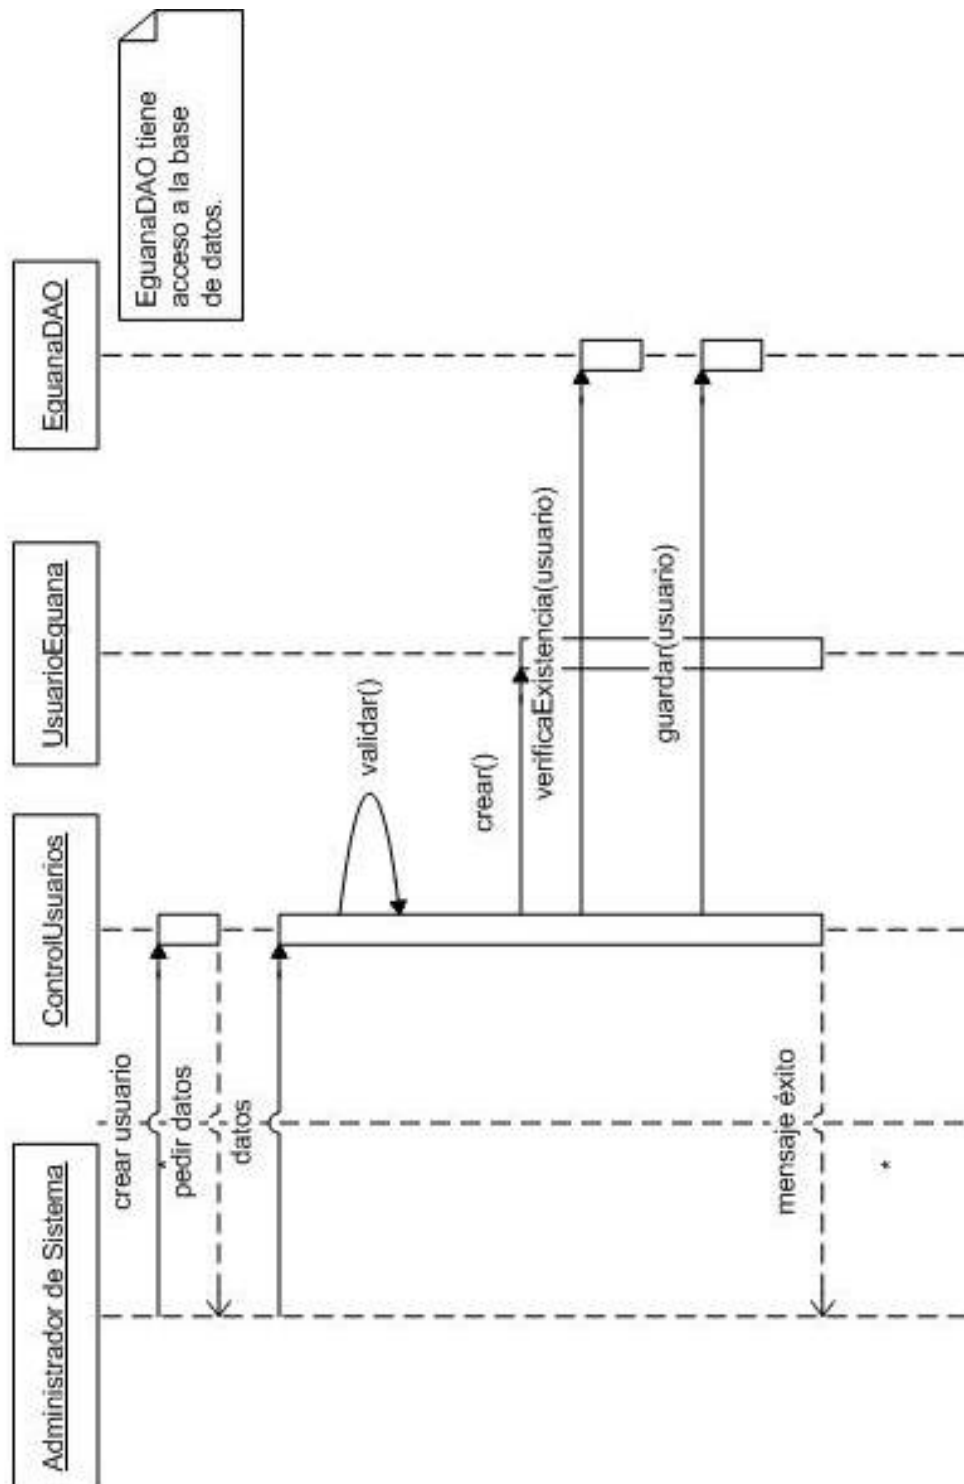 Administrador de Sistema
ControlUsuarios
UsuarioEguana
EguanaDAO
EguanaDAO tiene
acceso a la base
de datos.
crear usuario
*
pedir datos
datos
validar()
crear()
verificaExistencia(usuario)
guardar(usuario)
mensaje éxito
*